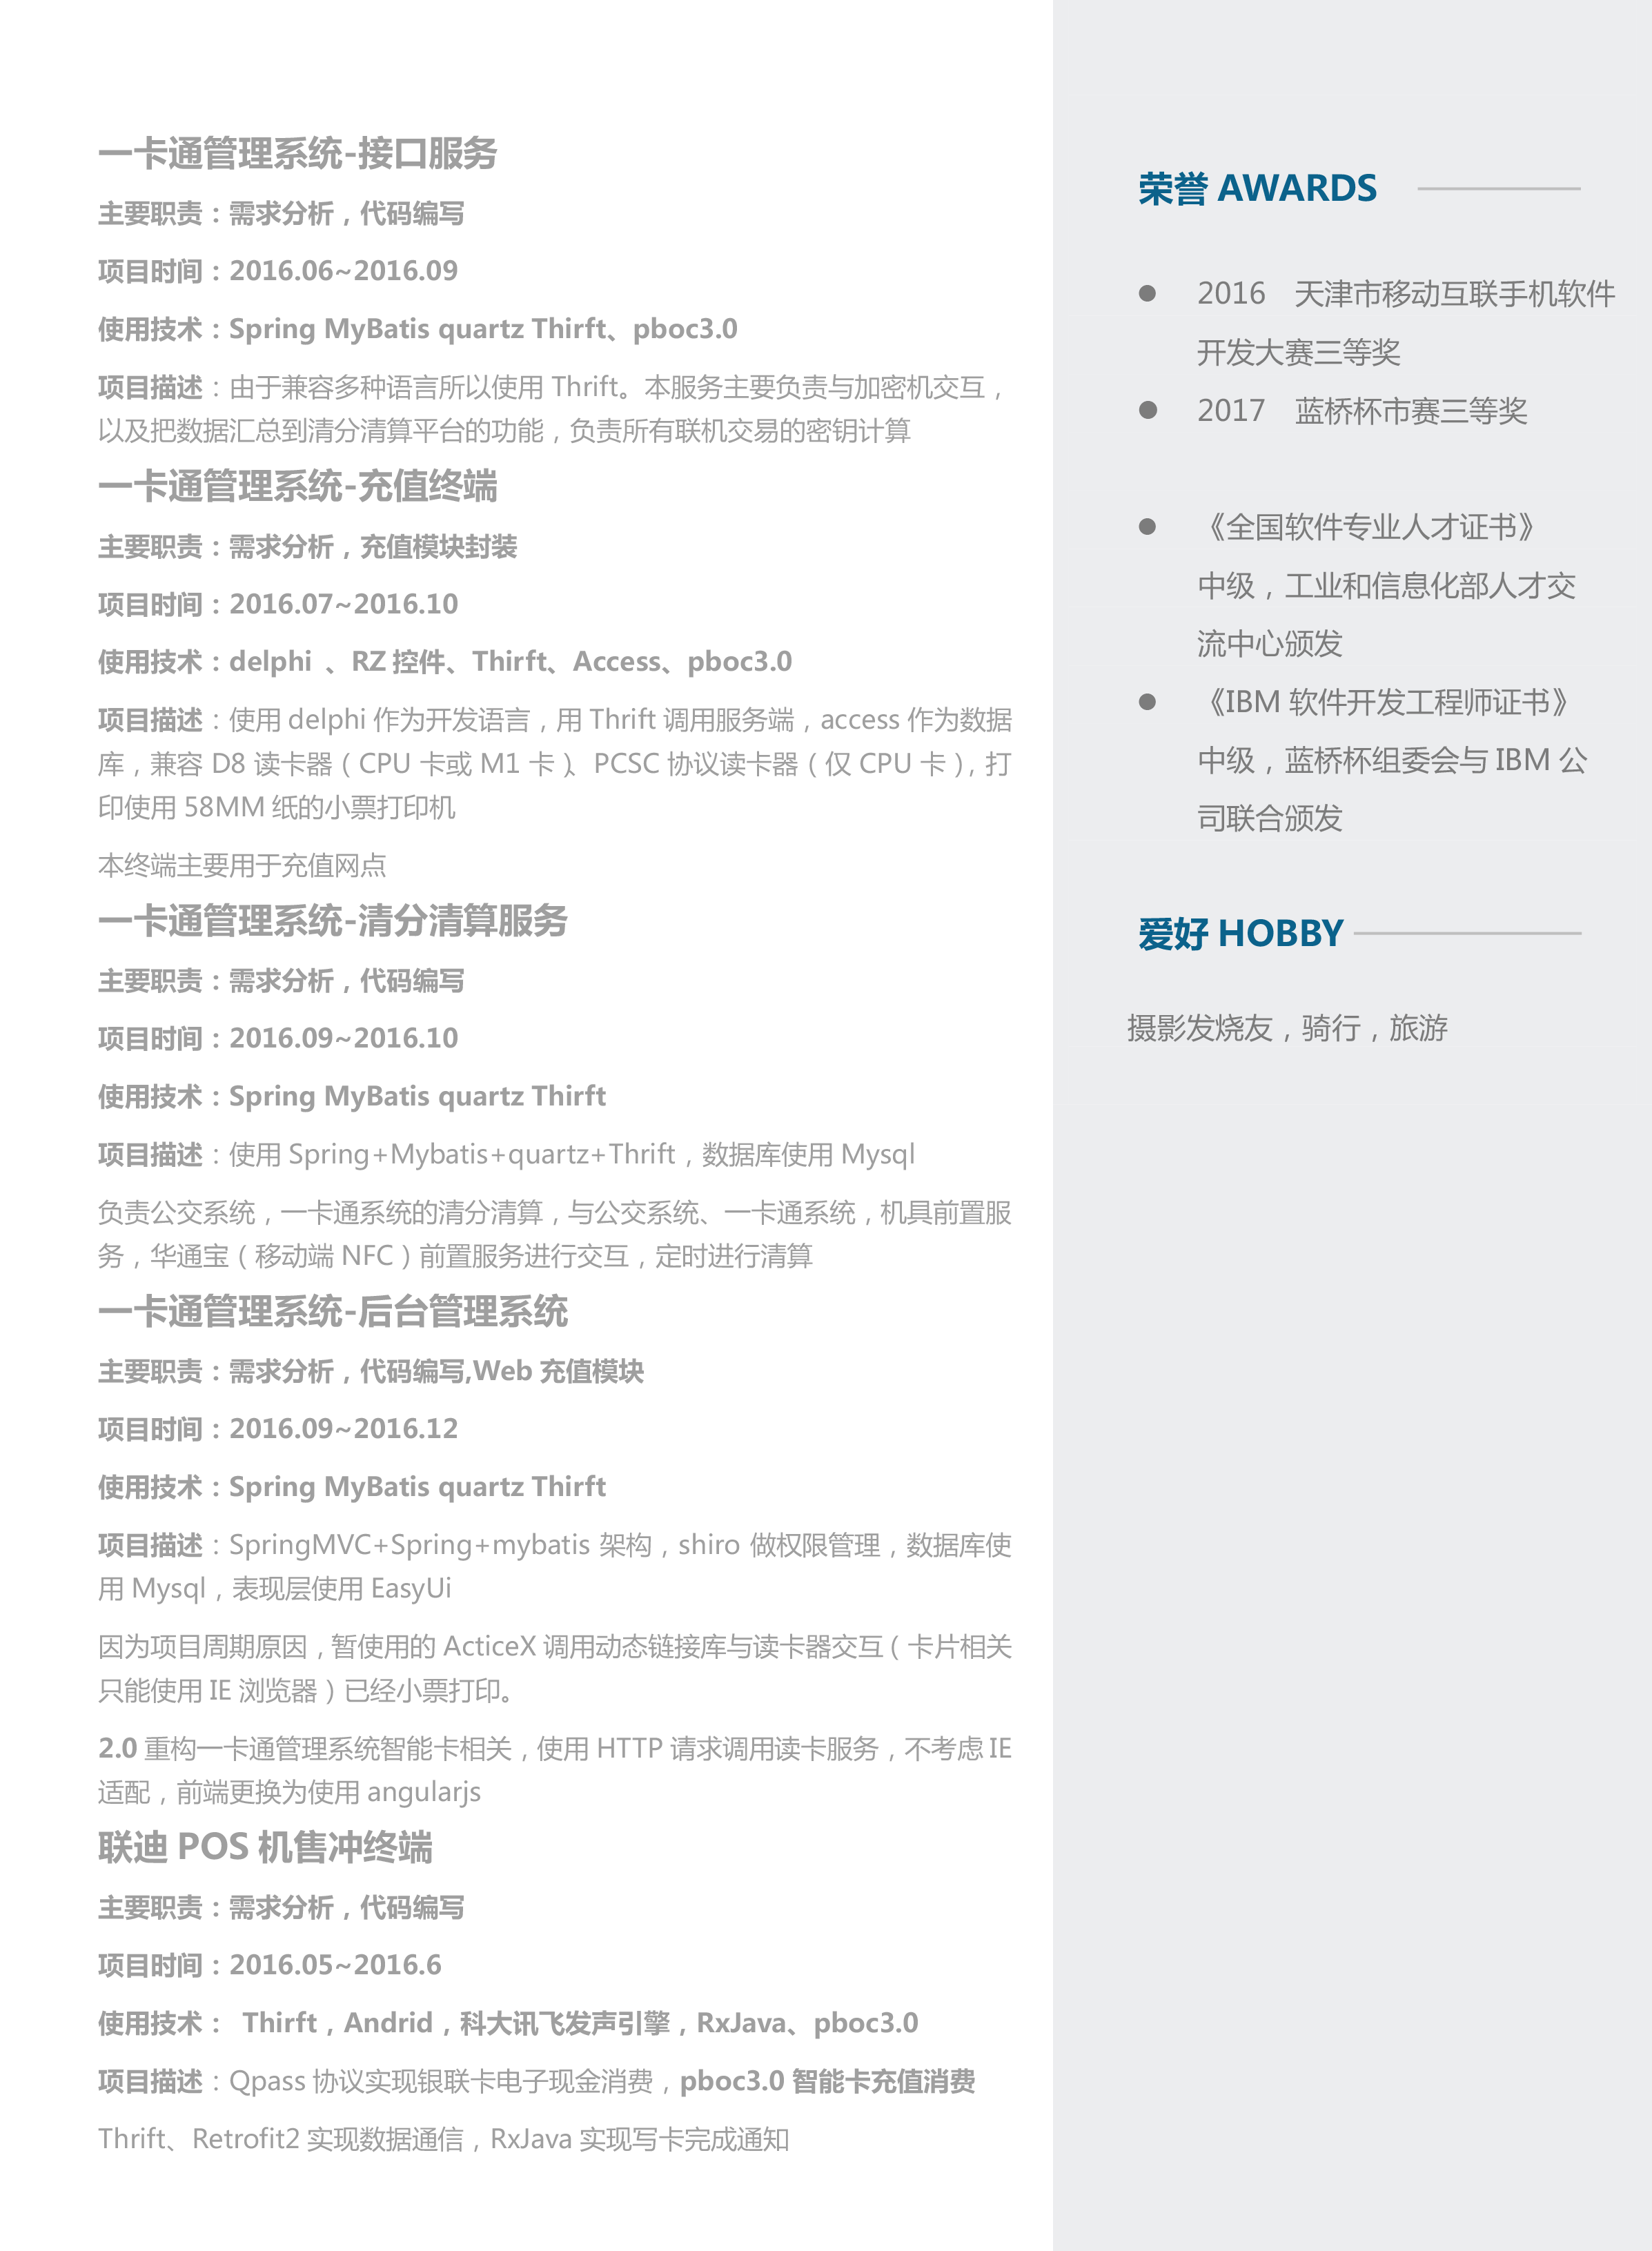 一卡通管理系统-接口服务
主要职责：需求分析，代码编写
项目时间：2016.06~2016.09
使用技术：Spring MyBatis quartz Thirft、pboc3.0
项目描述：由于兼容多种语言所以使用 Thrift。本服务主要负责与加密机交互，
以及把数据汇总到清分清算平台的功能，负责所有联机交易的密钥计算
一卡通管理系统-充值终端
主要职责：需求分析，充值模块封装
项目时间：2016.07~2016.10
使用技术：delphi 、RZ 控件、Thirft、Access、pboc3.0
项目描述：使用 delphi 作为开发语言，用 Thrift 调用服务端，access 作为数据
库，兼容 D8 读卡器（CPU 卡或 M1 卡）、PCSC 协议读卡器（仅 CPU 卡），打
印使用 58MM 纸的小票打印机
本终端主要用于充值网点
一卡通管理系统-清分清算服务
主要职责：需求分析，代码编写
项目时间：2016.09~2016.10
使用技术：Spring MyBatis quartz Thirft
项目描述：使用 Spring+Mybatis+quartz+Thrift，数据库使用 Mysql
负责公交系统，一卡通系统的清分清算，与公交系统、一卡通系统，机具前置服
务，华通宝（移动端 NFC）前置服务进行交互，定时进行清算
一卡通管理系统-后台管理系统
主要职责：需求分析，代码编写,Web 充值模块
项目时间：2016.09~2016.12
使用技术：Spring MyBatis quartz Thirft
项目描述：SpringMVC+Spring+mybatis 架构，shiro 做权限管理，数据库使
用 Mysql，表现层使用 EasyUi
因为项目周期原因，暂使用的 ActiceX 调用动态链接库与读卡器交互（卡片相关
只能使用 IE 浏览器）已经小票打印。
2.0 重构一卡通管理系统智能卡相关，使用 HTTP 请求调用读卡服务，不考虑 IE
适配，前端更换为使用 angularjs
联迪 POS 机售冲终端
主要职责：需求分析，代码编写
项目时间：2016.05~2016.6
使用技术： Thirft，Andrid，科大讯飞发声引擎，RxJava、pboc3.0
项目描述：Qpass 协议实现银联卡电子现金消费，pboc3.0 智能卡充值消费
Thrift、Retrofit2 实现数据通信，RxJava 实现写卡完成通知
荣誉 AWARDS
● 2016 天津市移动互联手机软件
开发大赛三等奖
● 2017 蓝桥杯市赛三等奖
● 《全国软件专业人才证书》
中级，工业和信息化部人才交
流中心颁发
● 《IBM 软件开发工程师证书》
中级，蓝桥杯组委会与 IBM 公
司联合颁发
爱好 HOBBY
摄影发烧友，骑行，旅游